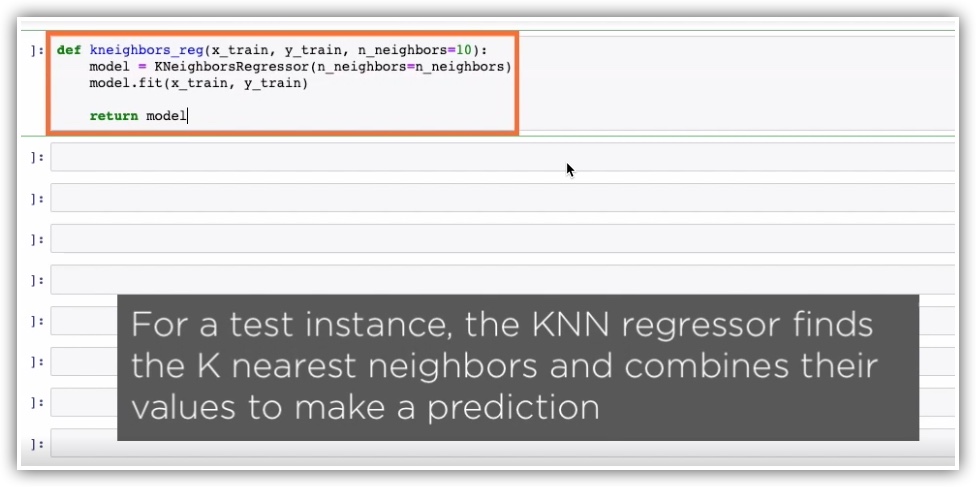 ]: def kneighbors_reg(x_train, y_train, n_neighbors=10):
model = KNeighborsRegressor(n_neighbors=n_neighbors)
model.fit(x_train, y_train)
return model
]:
]:
]:
]:
]:
]:
]:
]:
For a test instance, the KNN regressor finds
the K nearest neighbors and combines their
values to make a prediction